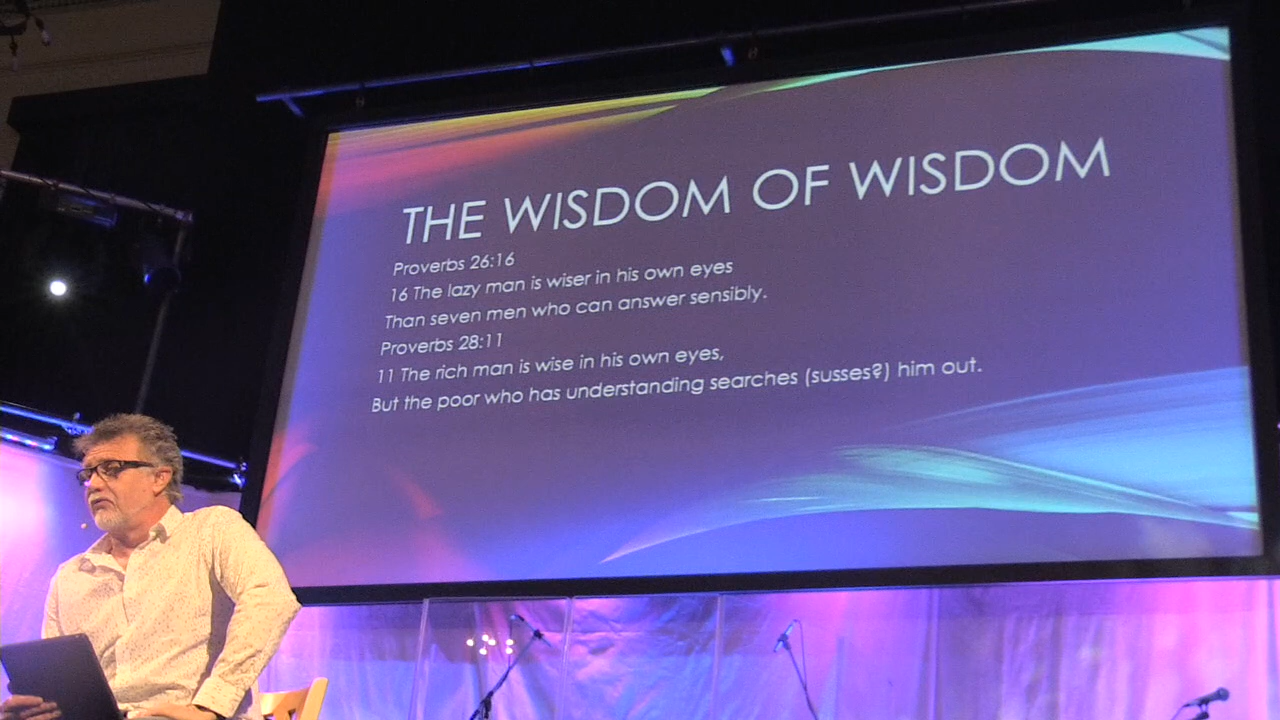 THE WISDOM OF WISDOM
Proverbs 26:16
16 The lazy man is wiser in his own eyes
Than seven men who can answer sensibly.
Proverbs 28:11
11 The rich man is wise in his own eyes,
But the poor who has understanding searches (susses?) him out.